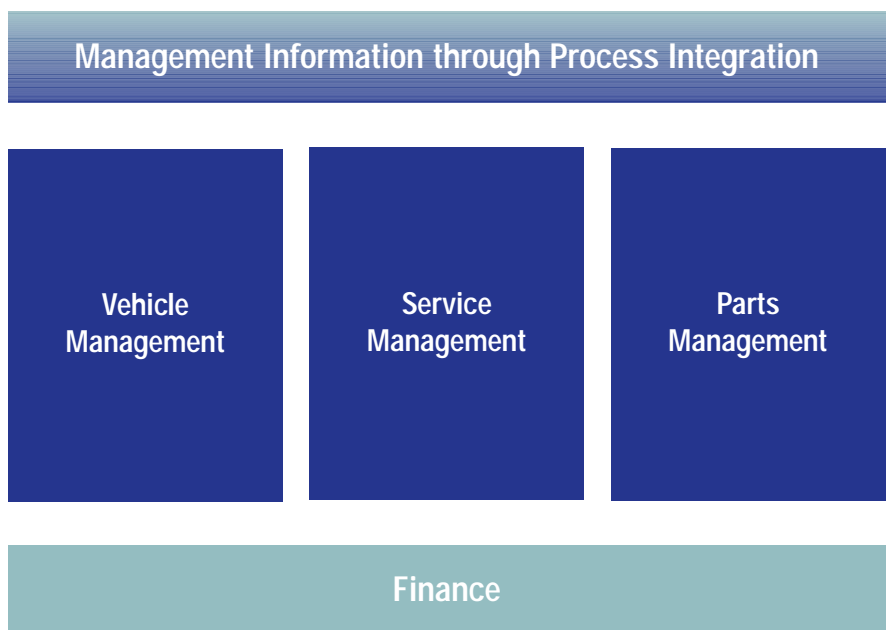 Management Information through Process Integration
Vehicle
Management
Service
Management
Parts
Management
Finance